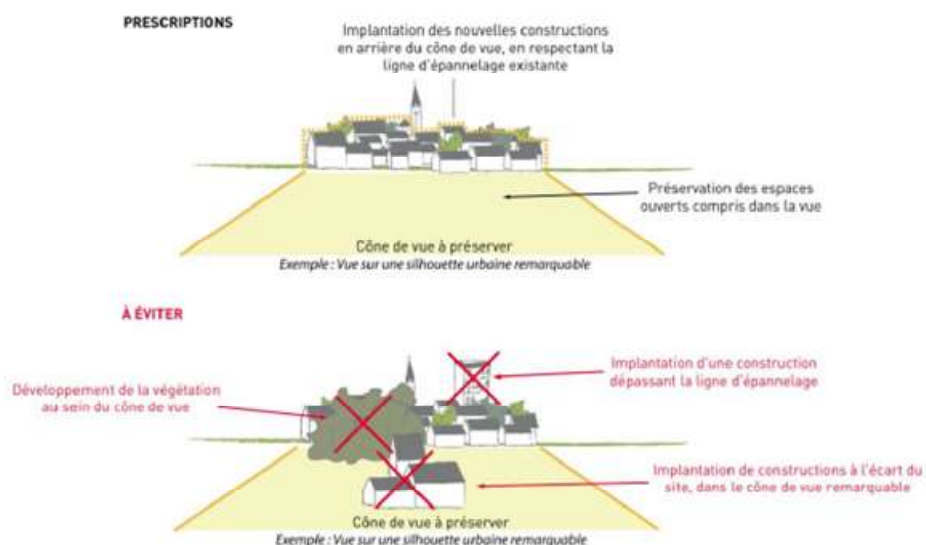 PRESCRIPTIONS
Implantation des nouvelles constructions
en arrière du cône de vue, en respectant la
ligne d'épannelage existante
Préservation des espaces
ouverts compris dans la vue
Cône de vue à préserver
Exemple : Vue sur une silhouette urbaine remarquable
À ÉVITER
Implantation d'une construction
dépassant la ligne d'épannelage
Développement de la végétation
au sein du cône de vue
Implantation de constructions à l'écart du
site, dans le cône de vue remarquable
Cône de vue à préserver
Exemple : Vue sur une silhouette urbaine remarquable